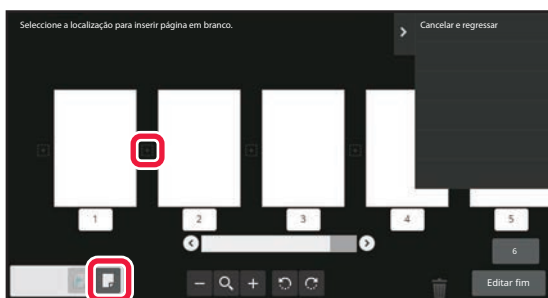 Seleccione a localização para inserir página em branco.
Cancelar e regressar
1
2
3
4
5
6
Editar fim